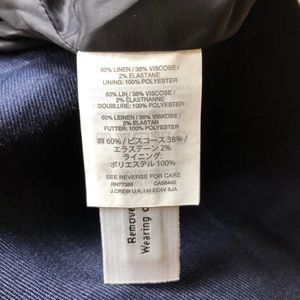 60% LINEN / 38% VISCOSE /
2% ELASTANE
LINING: 100% POLYESTER
60% LIN / 38% VISCOSE /
2% ELASTHANNE
DOUBLURE: 100% POLYESTER
60% LEINEN / 38% VISKOSE /
2% ELASTAN
FUTTER: 100% POLYESTER
麻 60% / ビスコース 38% /
エラステーン 2%
ライニング:
ポリエステル 100%
SEE REVERSE FOR CARE
RN77388 CA56445
J.CREW U.K. Ltd EC4V 6JA
Remove
Wearing o